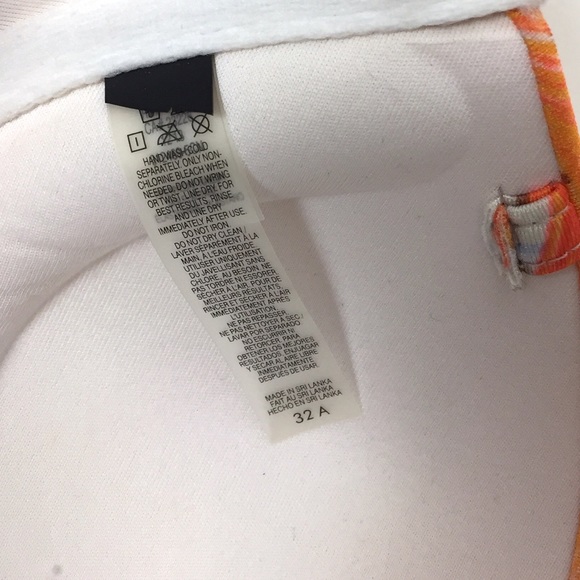 HAND WASH COLD
SEPARATELY ONLY NON-
CHLORINE BLEACH WHEN
NEEDED. DO NOT WRING
OR TWIST. LINE DRY. FOR
BEST RESULTS, RINSE
AND LINE DRY
IMMEDIATELY AFTER USE.
DO NOT IRON
DO NOT DRY CLEAN /
LAVER SÉPARÉMENT À LA
MAIN, À L'EAU FROIDE.
UTILISER UNIQUEMENT
DU JAVELLISANT SANS
CHLORE, AU BESOIN. NE
PAS TORDRE NI ESSORER.
SÉCHER À L'AIR. POUR DE
MEILLEURS RÉSULTATS,
RINCER ET SÉCHER À L'AIR
IMMÉDIATEMENT APRÈS
L'UTILISATION.
NE PAS REPASSER.
NE PAS NETTOYER À SEC /
LAVAR POR SEPARADO.
NO ESCURRIR NI
RETORCER. PARA
OBTENER LOS MEJORES
RESULTADOS, ENJUAGAR
Y SECAR AL AIRE LIBRE
INMEDIATAMENTE
DESPUÉS DE USAR.
MADE IN SRI LANKA
FAIT AU SRI LANKA
HECHO EN SRI LANKA
32 A